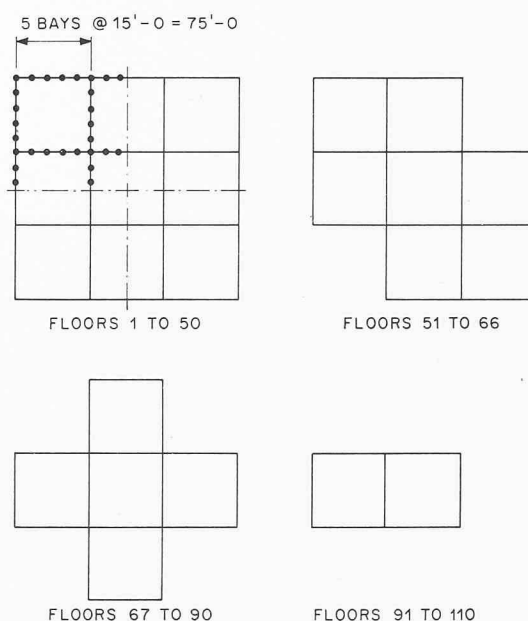 5 BAYS @ 15'-0 = 75'-0
FLOORS 1 TO 50
FLOORS 51 TO 66
FLOORS 67 TO 90
FLOORS 91 TO 110